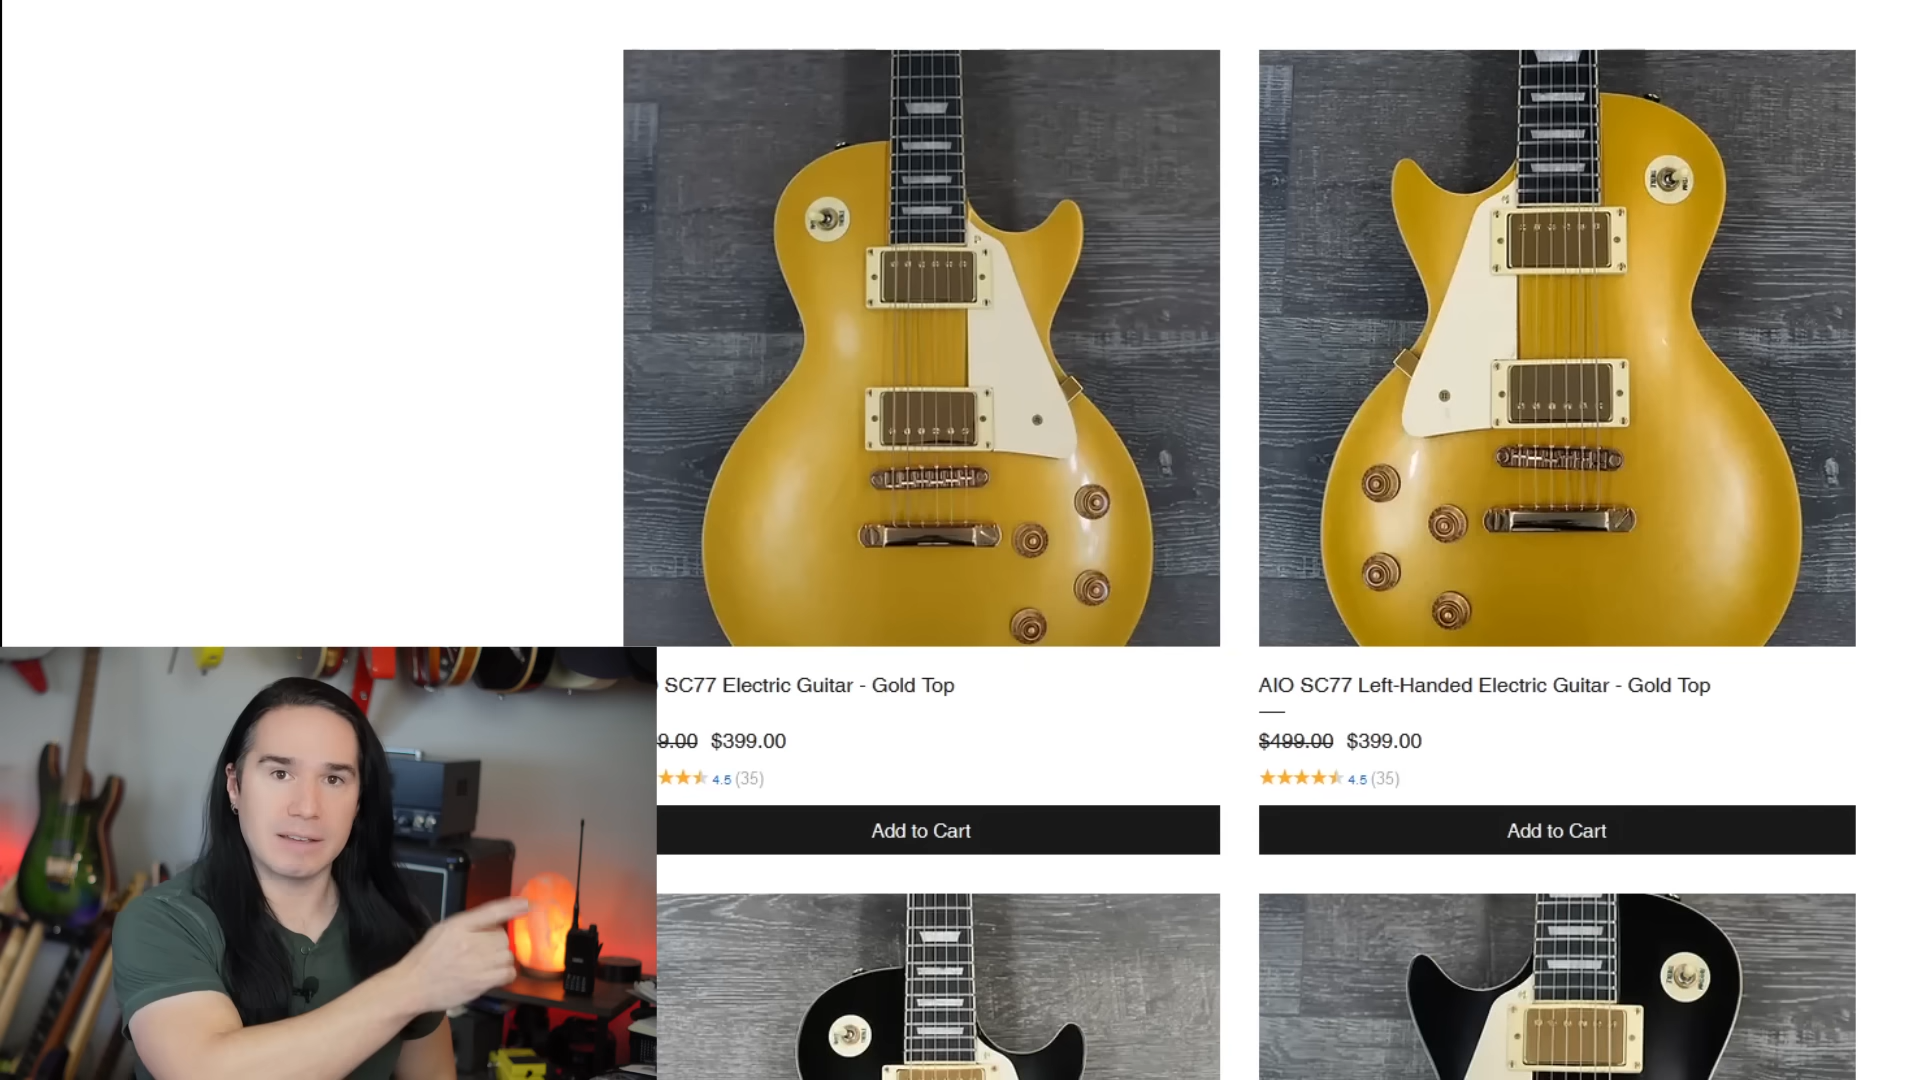 SC77 Electric Guitar - Gold Top
9.00 $399.00
4.5 (35)
Add to Cart
AIO SC77 Left-Handed Electric Guitar - Gold Top
$499.00 $399.00
4.5 (35)
Add to Cart